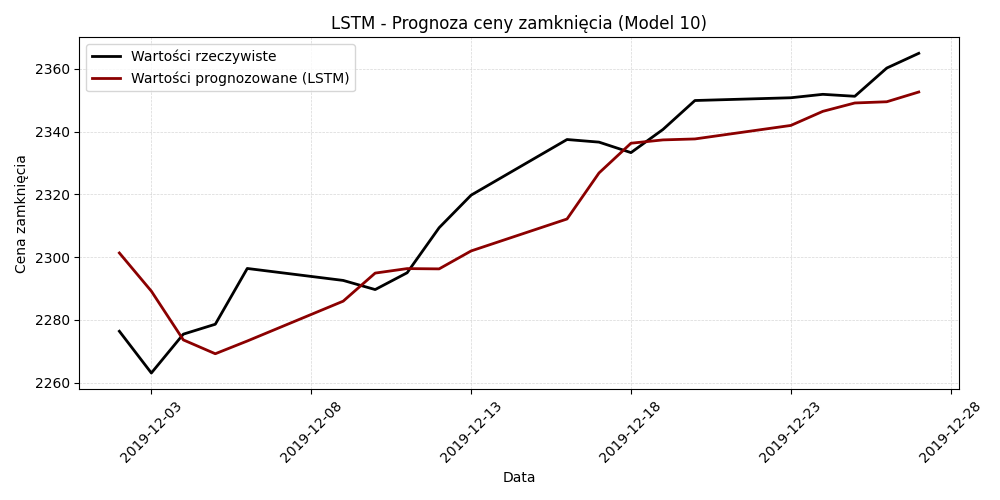 LSTM - Prognoza ceny zamknięcia (Model 10)
Wartości rzeczywiste
Wartości prognozowane (LSTM)
Cena zamknięcia
2360
2340
2320
2300
2280
2260
2019-12-03
2019-12-08
2019-12-13
2019-12-18
2019-12-23
2019-12-28
Data